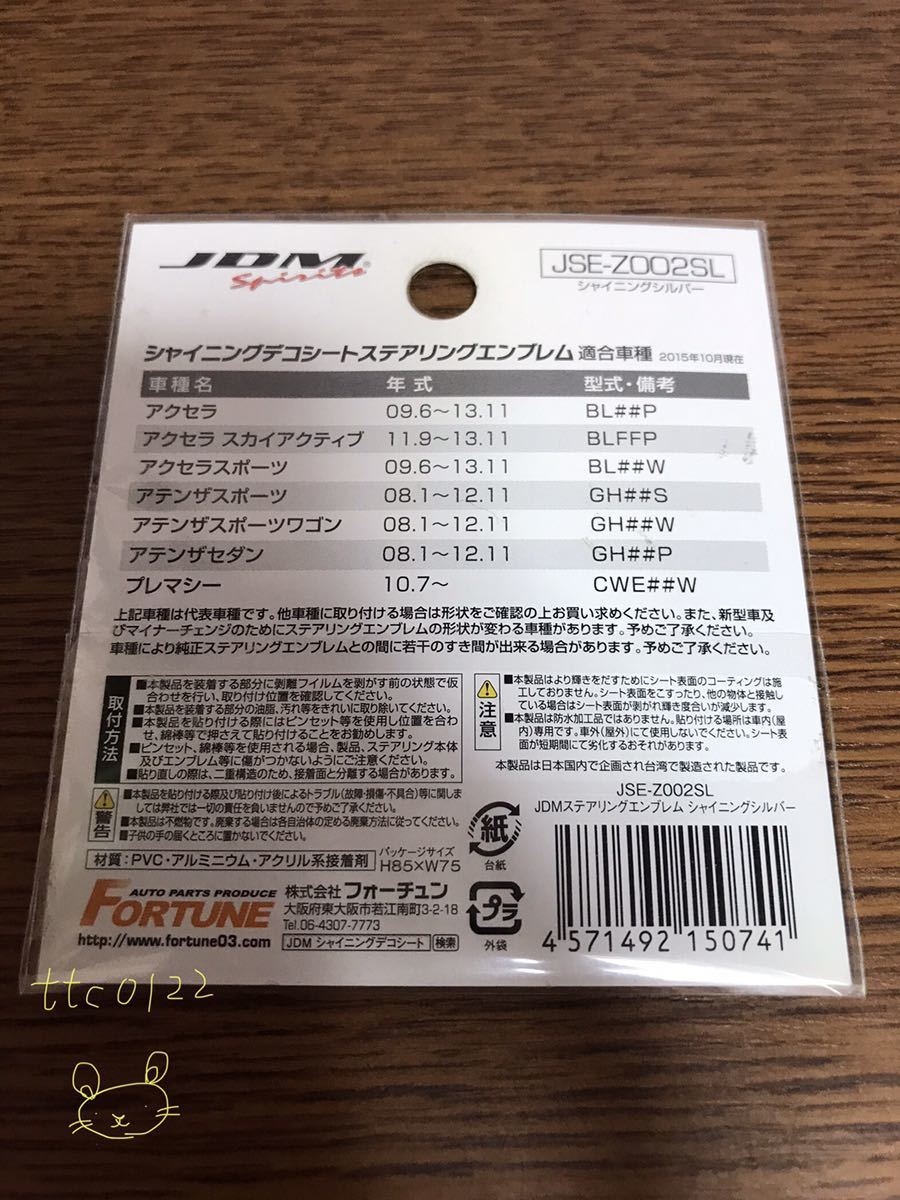 JDM®
Spirits
JSE-Z002SL
シャイニングシルバー
シャイニングデコシートステアリングエンブレム 適合車種 2015年10月現在
車種名 年 式 型式・備考
アクセラ 09.6～13.11 BL##P
アクセラ スカイアクティブ 11.9～13.11 BLFFP
アクセラスポーツ 09.6～13.11 BL##W
アテンザスポーツ 08.1～12.11 GH##S
アテンザスポーツワゴン 08.1～12.11 GH##W
アテンザセダン 08.1～12.11 GH##P
プレマシー 10.7～ CWE##W
上記車種は代表車種です。他車種に取り付ける場合は形状をご確認の上お買い求めください。また、新型車及
びマイナーチェンジのためにステアリングエンブレムの形状が変わる車種があります。予めご了承ください。
車種により純正ステアリングエンブレムとの間に若干のすき間が出来る場合があります。予めご了承ください。
取付方法
■本製品を装着する部分に剥離フイルムを剥がす前の状態で仮
合わせを行い、取り付け位置を確認してください。
■本製品を装着する部分の油脂、汚れ等をきれいに取り除いてください。
■本製品を貼り付ける際にはピンセット等を使用し位置を合わ
せ、綿棒等で押さえて貼り付けることをお勧めします。
■ピンセット、綿棒等を使用される場合、製品、ステアリング本体
及びエンブレム等に傷がつかないようにご注意ください。
■貼り直しの際は、二重構造のため、接着面と分離する場合があります。
注意
■本製品はより輝きをだすためにシート表面のコーティングは施
工しておりません。シート表面をこすったり、他の物体と接触し
ている場合はシート表面が剥がれ輝き度合いが減少します。
■本製品は防水加工品ではありません。貼り付ける場所は車内(屋
内)専用です。車外(屋外)にて使用しないでください。シート表
面が短期間にて劣化するおそれがあります。
本製品は日本国内で企画され台湾で製造された製品です。
警告
■本製品を貼り付ける際及び貼り付け後によるトラブル(故障・損傷・不具合)等に関しま
しては弊社では一切の責任を負いませんので予めご了承ください。
■本製品は不燃物です。廃棄する場合は各自治体の定める廃棄方法に従ってください。
■子供の手の届くところに置かないでください。
材質：PVC・アルミニウム・アクリル系接着剤
パッケージサイズ
H85×W75
紙
台紙
プラ
外袋
JSE-Z002SL
JDMステアリングエンブレム シャイニングシルバー
4 571492 150741
AUTO PARTS PRODUCE
FORTUNE
http://www.fortune03.com
株式会社 フォーチュン
大阪府東大阪市若江南町3-2-18
Tel.06-4307-7773
JDM シャイニングデコシート 検索
ttc0122